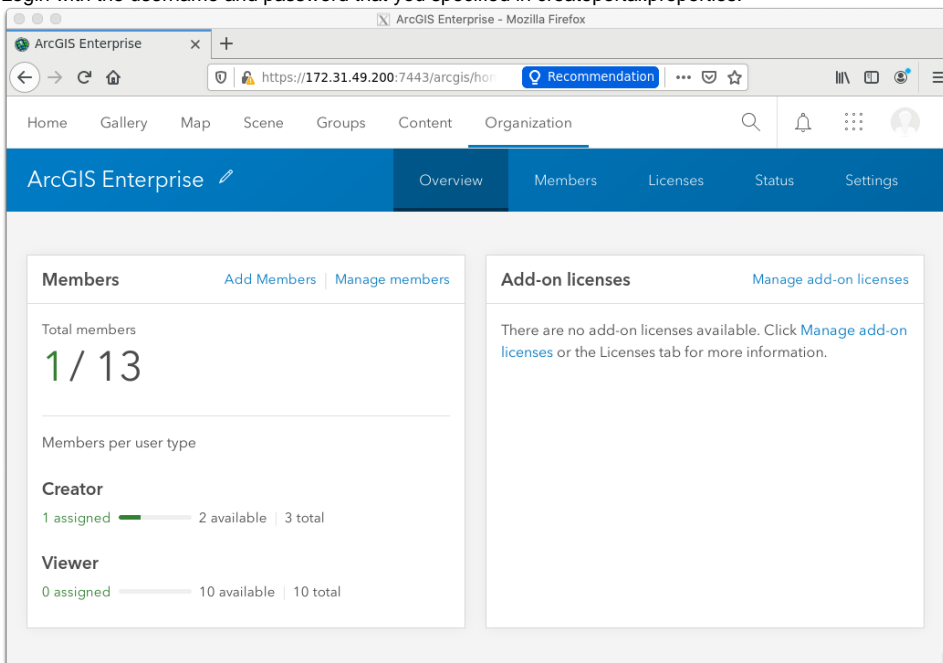 Login with the username and password that you specified in createportal.properties.
ArcGIS Enterprise - Mozilla Firefox
ArcGIS Enterprise × +
https://172.31.49.200:7443/arcgis/hom Recommendation
Home Gallery Map Scene Groups Content Organization
ArcGIS Enterprise Overview Members Licenses Status Settings
Members Add Members | Manage members
Total members
1 / 13
Members per user type
Creator
1 assigned 2 available | 3 total
Viewer
0 assigned 10 available | 10 total
Add-on licenses Manage add-on licenses
There are no add-on licenses available. Click Manage add-on
licenses or the Licenses tab for more information.